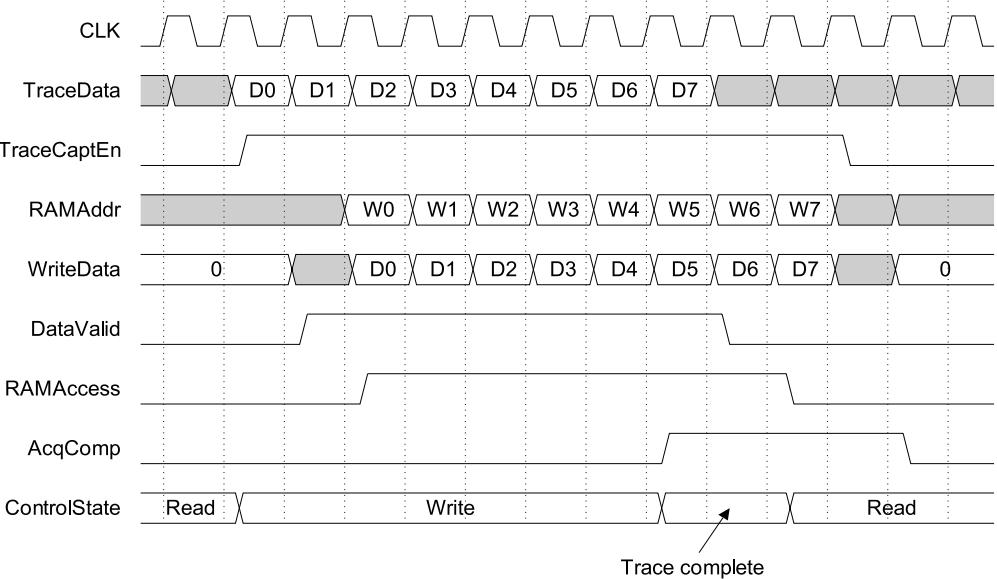 CLK
TraceData D0 D1 D2 D3 D4 D5 D6 D7
TraceCaptEn
RAMAddr W0 W1 W2 W3 W4 W5 W6 W7
WriteData 0 D0 D1 D2 D3 D4 D5 D6 D7 0
DataValid
RAMAccess
AcqComp
ControlState Read Write Read
Trace complete